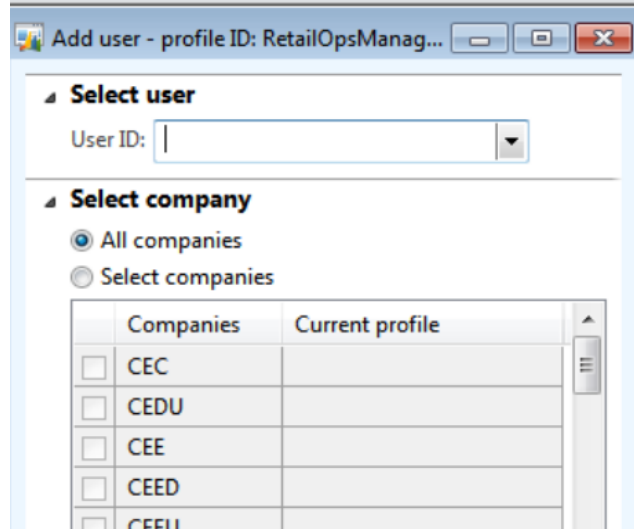 Add user - profile ID: RetailOpsManag...
Select user
User ID:
Select company
All companies
Select companies
Companies Current profile
CEC
CEDU
CEE
CEED
CEEU